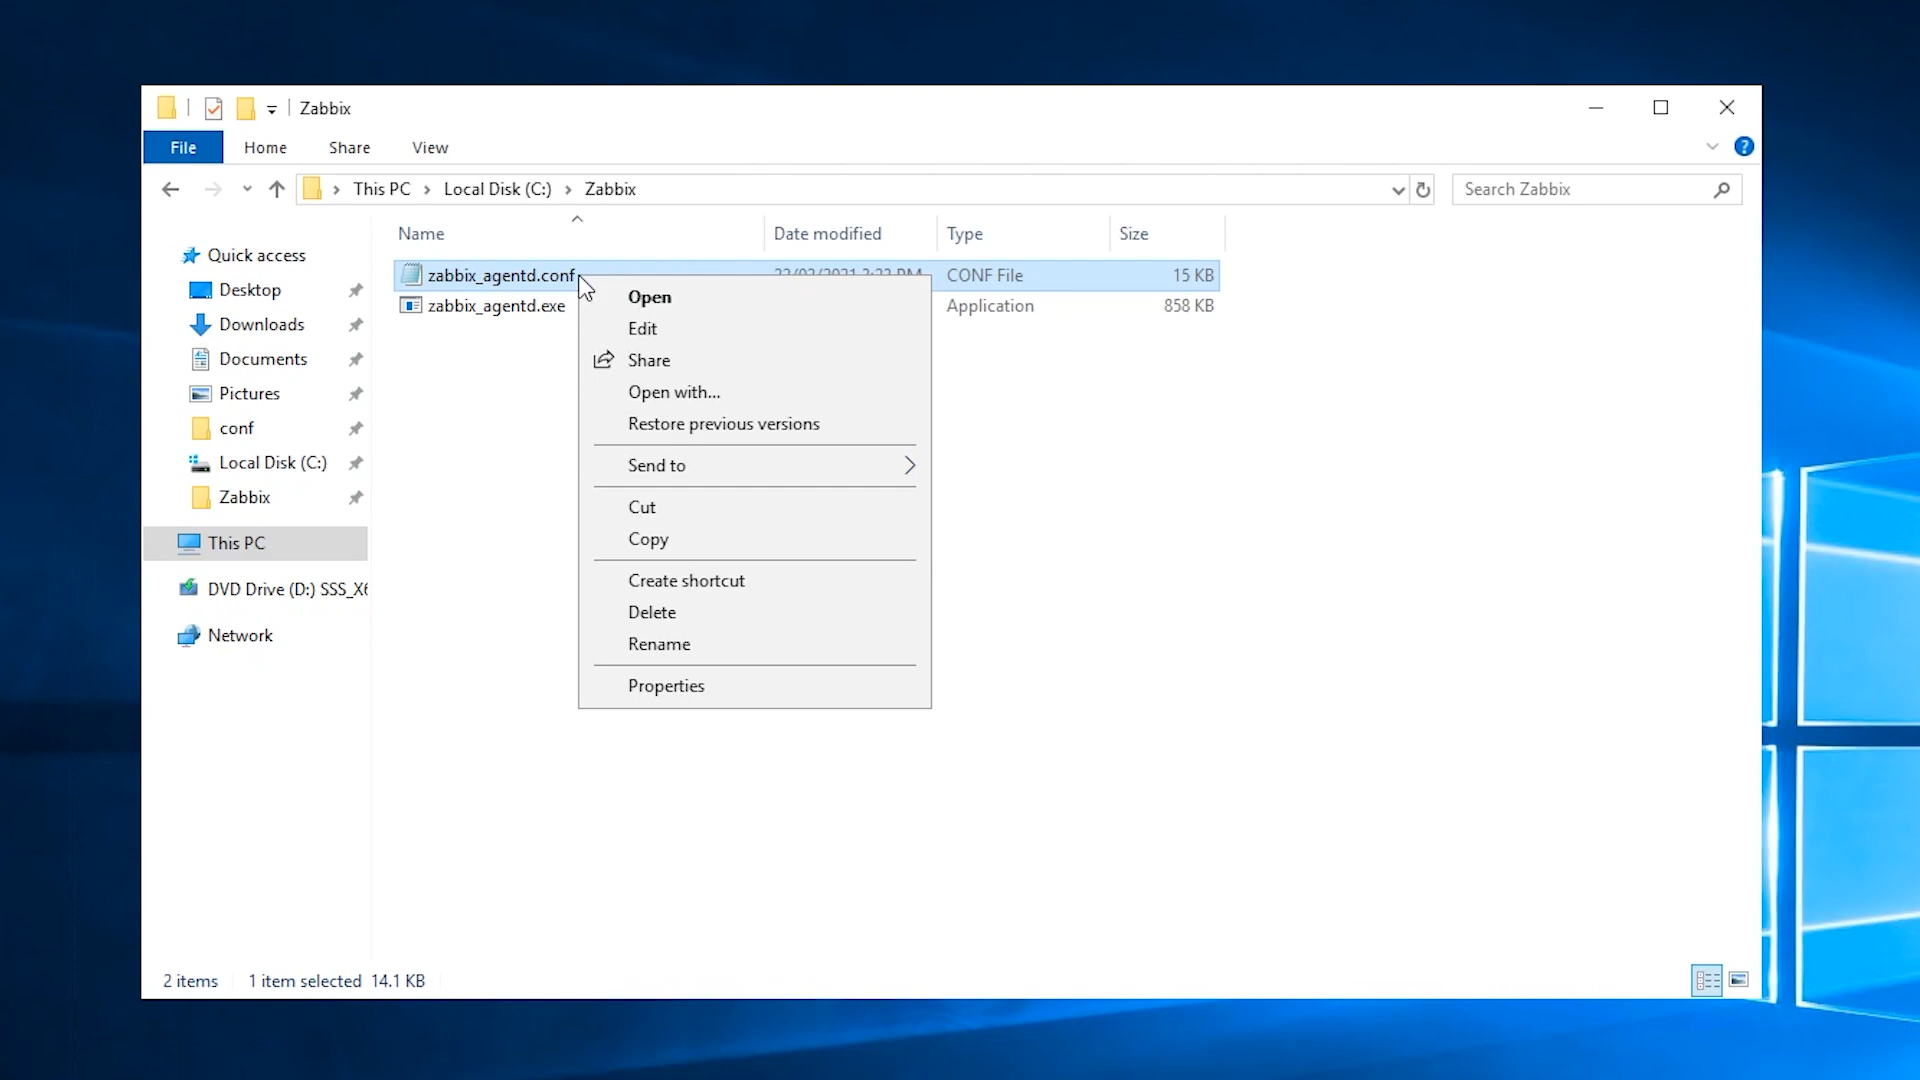 Zabbix
File Home Share View
This PC Local Disk (C:) Zabbix
Search Zabbix
Name Date modified Type Size
Quick access
Desktop
Downloads
Documents
Pictures
conf
Local Disk (C:)
Zabbix
This PC
DVD Drive (D:) SSS_X6
Network
zabbix_agentd.conf CONF File 15 KB
zabbix_agentd.exe Application 858 KB
Open
Edit
Share
Open with...
Restore previous versions
Send to
Cut
Copy
Create shortcut
Delete
Rename
Properties
2 items 1 item selected 14.1 KB